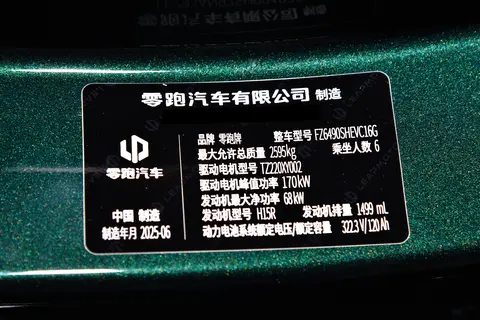 零跑汽车有限公司 制造
品牌 零跑牌 整车型号 FZ6490SHEVC16G
最大允许总质量 2595kg 乘坐人数 6
驱动电机型号 TZ220XY002
驱动电机峰值功率 170kW
发动机最大净功率 68kW
发动机型号 H15R 发动机排量 1499 mL
动力电池系统额定电压/额定容量 322.3 V/120 Ah
零跑汽车
中国 制造
制造年月 2025-06